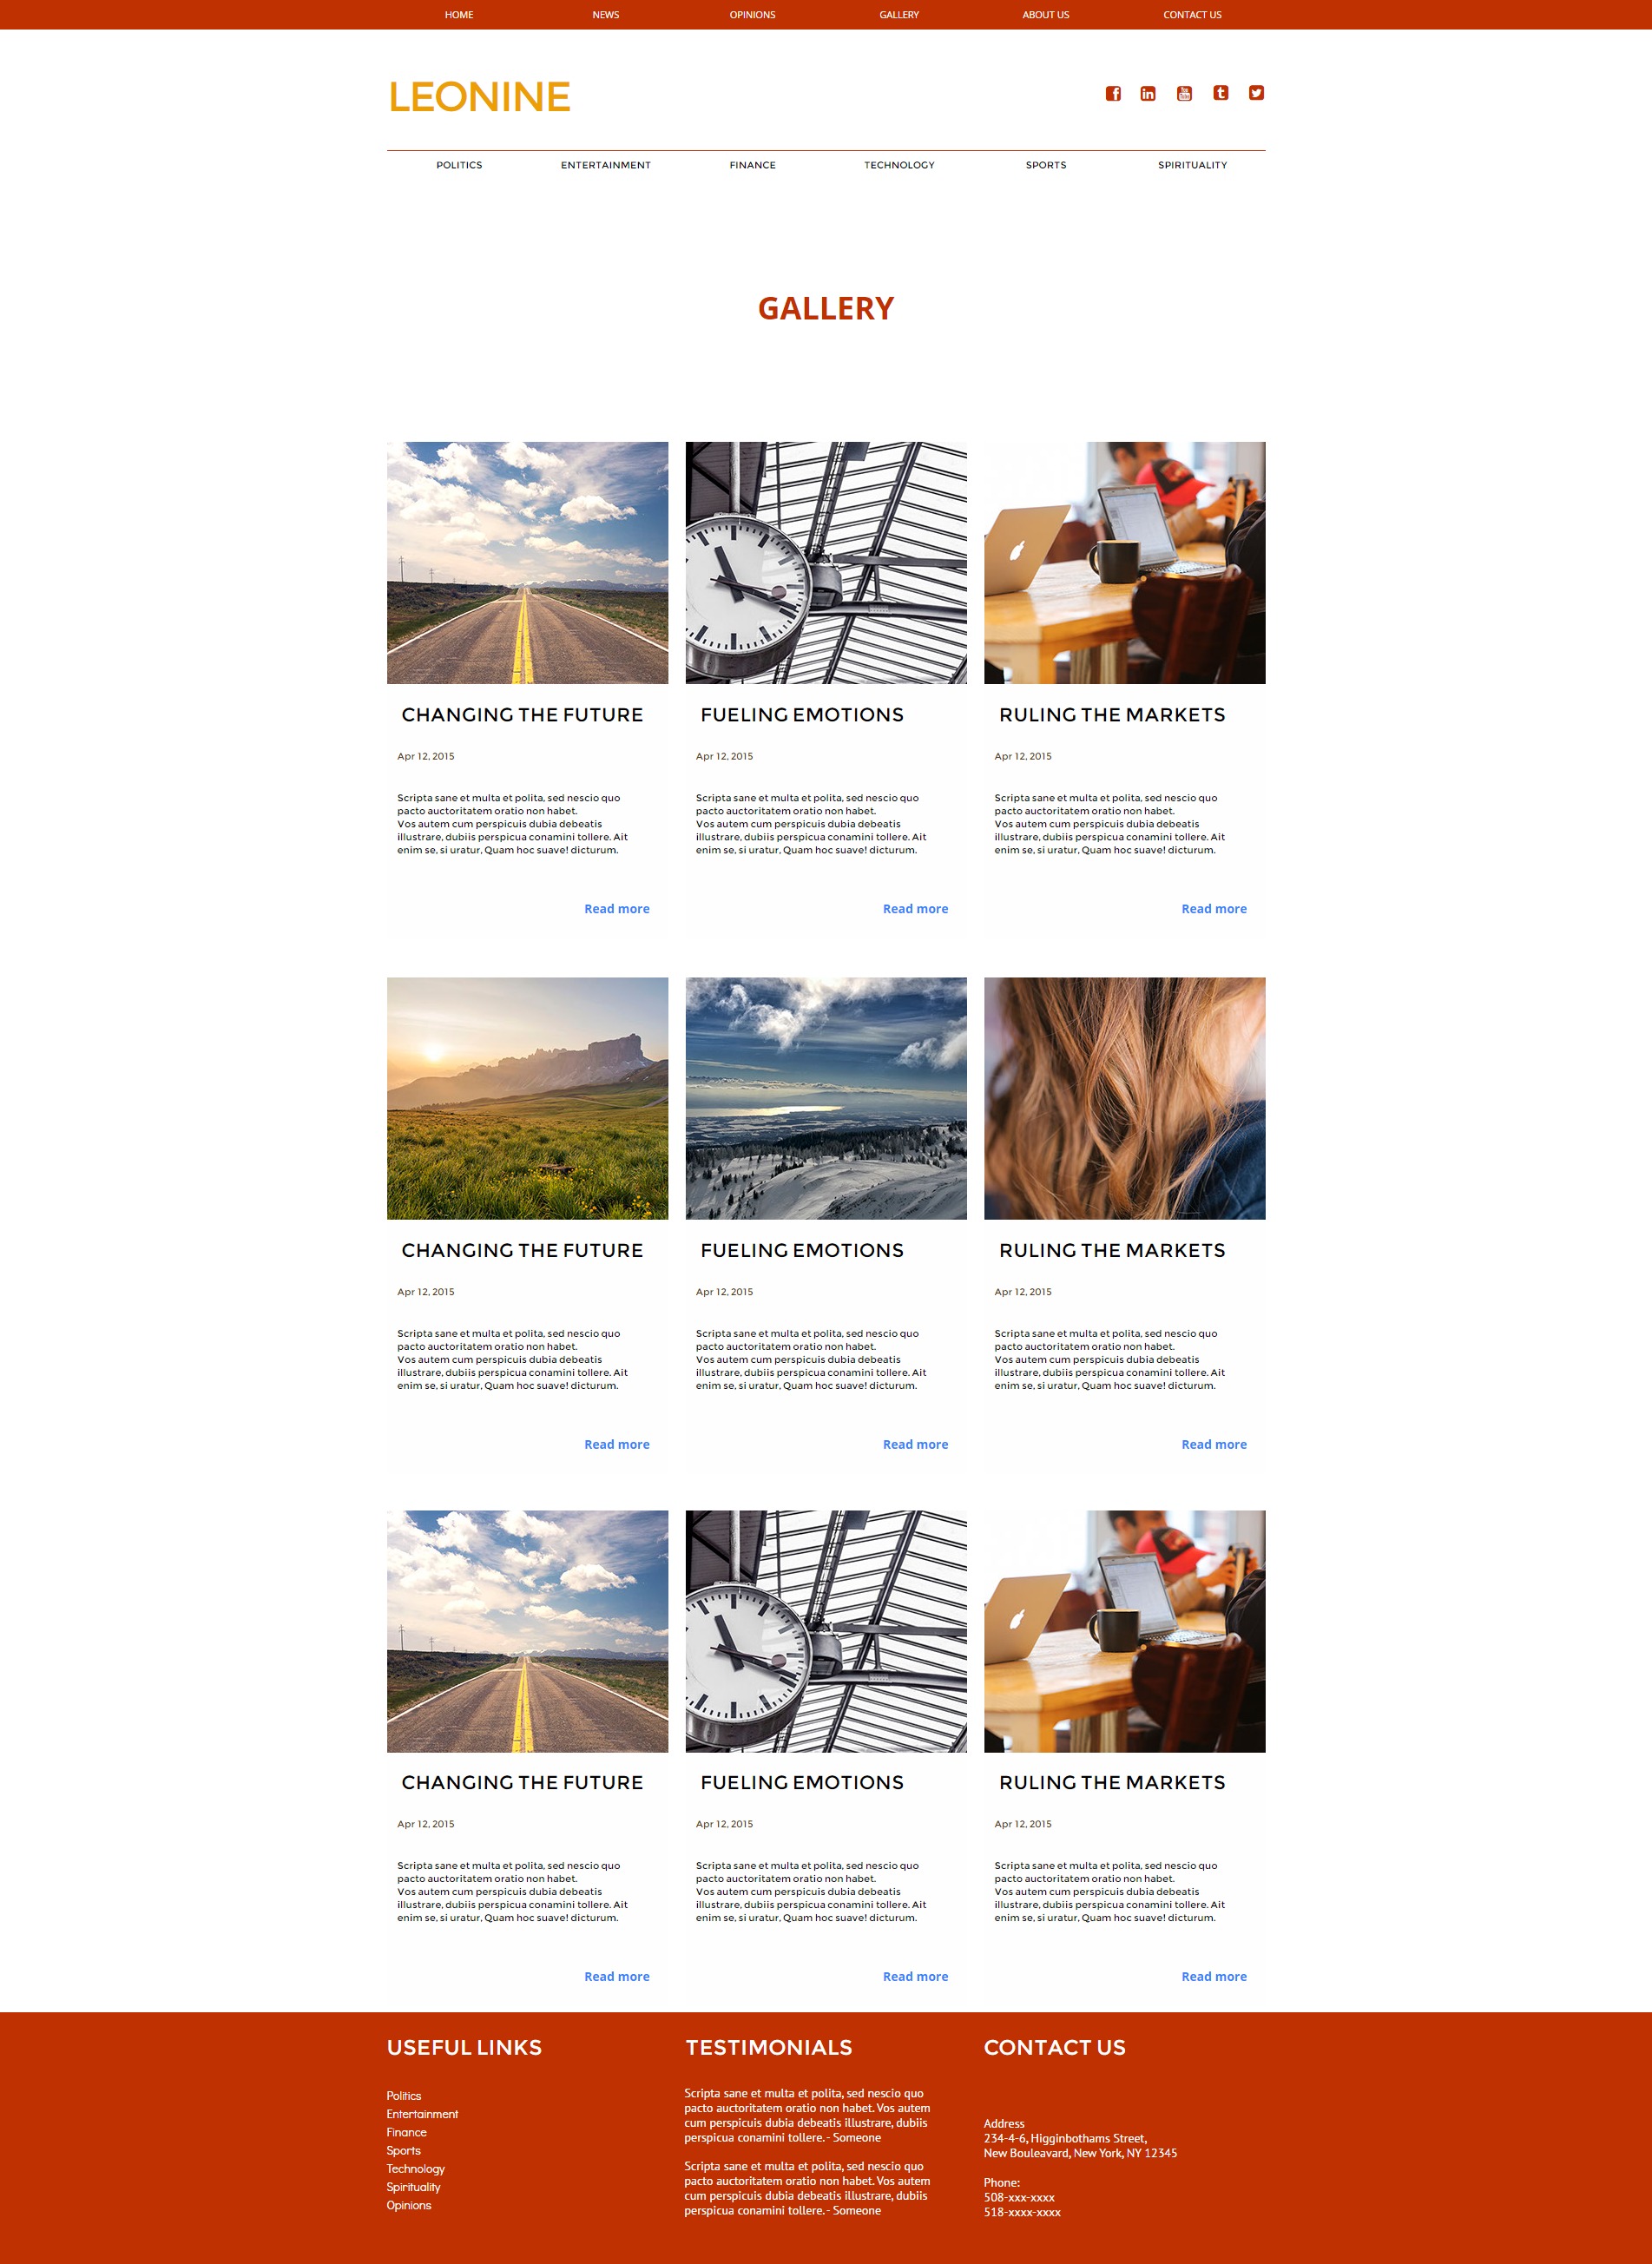 HOME NEWS OPINIONS GALLERY ABOUT US CONTACT US
LEONINE
POLITICS ENTERTAINMENT FINANCE TECHNOLOGY SPORTS SPIRITUALITY
GALLERY
CHANGING THE FUTURE
Apr 12, 2015
Scripta sane et multa et polita, sed nescio quo
pacto auctoritatem oratio non habet.
Vos autem cum perspicuis dubia debeatis
illustrare, dubiis perspicua conamini tollere. Ait
enim se, si uratur, Quam hoc suave! dicturum.
Read more
FUELING EMOTIONS
Apr 12, 2015
Scripta sane et multa et polita, sed nescio quo
pacto auctoritatem oratio non habet.
Vos autem cum perspicuis dubia debeatis
illustrare, dubiis perspicua conamini tollere. Ait
enim se, si uratur, Quam hoc suave! dicturum.
Read more
RULING THE MARKETS
Apr 12, 2015
Scripta sane et multa et polita, sed nescio quo
pacto auctoritatem oratio non habet.
Vos autem cum perspicuis dubia debeatis
illustrare, dubiis perspicua conamini tollere. Ait
enim se, si uratur, Quam hoc suave! dicturum.
Read more
CHANGING THE FUTURE
Apr 12, 2015
Scripta sane et multa et polita, sed nescio quo
pacto auctoritatem oratio non habet.
Vos autem cum perspicuis dubia debeatis
illustrare, dubiis perspicua conamini tollere. Ait
enim se, si uratur, Quam hoc suave! dicturum.
Read more
FUELING EMOTIONS
Apr 12, 2015
Scripta sane et multa et polita, sed nescio quo
pacto auctoritatem oratio non habet.
Vos autem cum perspicuis dubia debeatis
illustrare, dubiis perspicua conamini tollere. Ait
enim se, si uratur, Quam hoc suave! dicturum.
Read more
RULING THE MARKETS
Apr 12, 2015
Scripta sane et multa et polita, sed nescio quo
pacto auctoritatem oratio non habet.
Vos autem cum perspicuis dubia debeatis
illustrare, dubiis perspicua conamini tollere. Ait
enim se, si uratur, Quam hoc suave! dicturum.
Read more
CHANGING THE FUTURE
Apr 12, 2015
Scripta sane et multa et polita, sed nescio quo
pacto auctoritatem oratio non habet.
Vos autem cum perspicuis dubia debeatis
illustrare, dubiis perspicua conamini tollere. Ait
enim se, si uratur, Quam hoc suave! dicturum.
Read more
FUELING EMOTIONS
Apr 12, 2015
Scripta sane et multa et polita, sed nescio quo
pacto auctoritatem oratio non habet.
Vos autem cum perspicuis dubia debeatis
illustrare, dubiis perspicua conamini tollere. Ait
enim se, si uratur, Quam hoc suave! dicturum.
Read more
RULING THE MARKETS
Apr 12, 2015
Scripta sane et multa et polita, sed nescio quo
pacto auctoritatem oratio non habet.
Vos autem cum perspicuis dubia debeatis
illustrare, dubiis perspicua conamini tollere. Ait
enim se, si uratur, Quam hoc suave! dicturum.
Read more
USEFUL LINKS
Politics
Entertainment
Finance
Sports
Technology
Spirituality
Opinions
TESTIMONIALS
Scripta sane et multa et polita, sed nescio quo
pacto auctoritatem oratio non habet. Vos autem
cum perspicuis dubia debeatis illustrare, dubiis
perspicua conamini tollere. - Someone
Scripta sane et multa et polita, sed nescio quo
pacto auctoritatem oratio non habet. Vos autem
cum perspicuis dubia debeatis illustrare, dubiis
perspicua conamini tollere. - Someone
CONTACT US
Address
234-4-6, Higginbothams Street,
New Bouleavard, New York, NY 12345
Phone:
508-xxx-xxxx
518-xxxx-xxxx